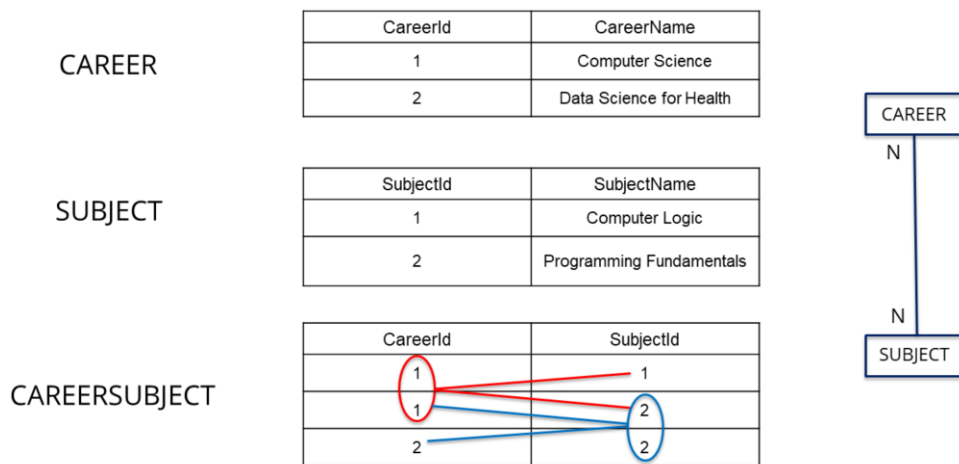 CAREER
CareerId CareerName
1 Computer Science
2 Data Science for Health
SUBJECT
SubjectId SubjectName
1 Computer Logic
2 Programming Fundamentals
CAREERSUBJECT
CareerId SubjectId
1 1
1 2
2 2
CAREER
N
N
SUBJECT